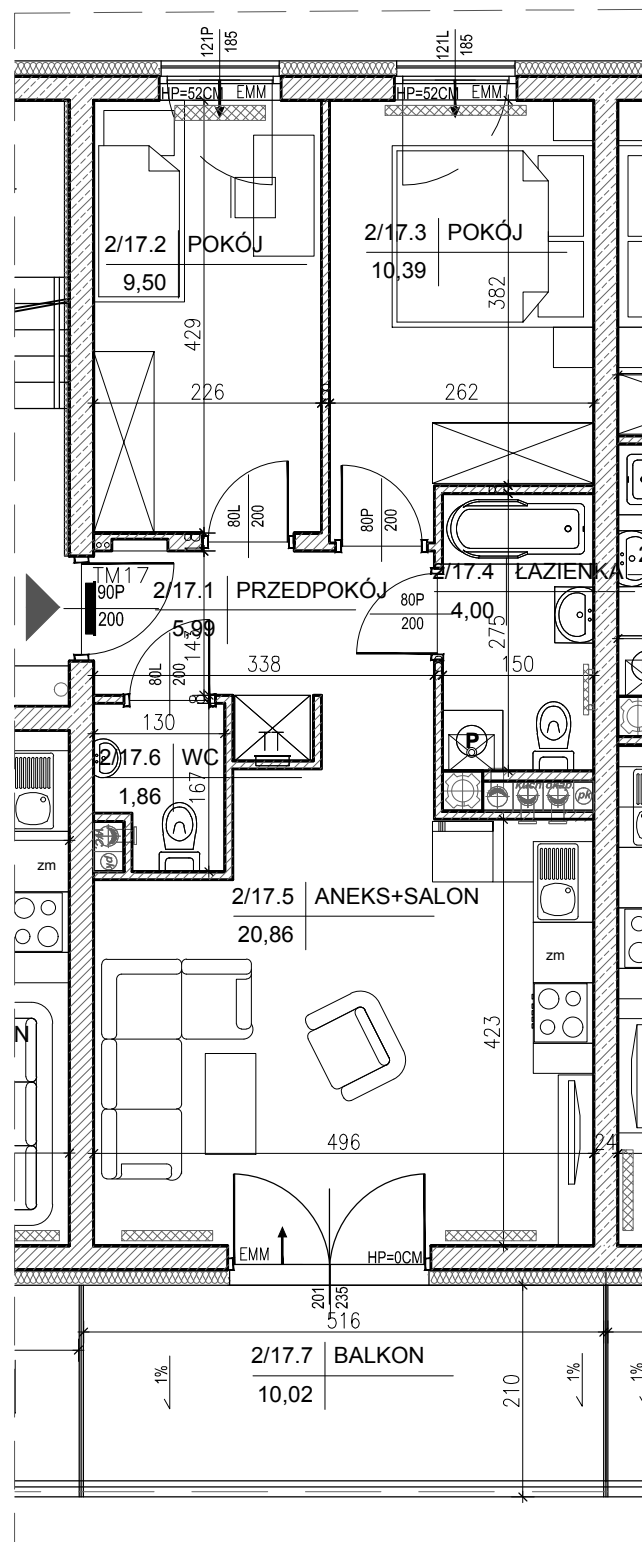 121P
185
121L
185
HP=52CM EMM
HP=52CM EMM
2/17.2 POKÓJ
9,50
2/17.3 POKÓJ
10,39
429
382
226
262
80L
200
80P
200
TM17
90P
200
2/17.1 PRZEDPOKÓJ
5,99
2/17.4 ŁAZIENKA
4,00
80P
200
80L
200
338
275
150
130
2/17.6 WC
1,86
167
P
pk
pk
zm
2/17.5 ANEKS+SALON
20,86
zm
423
N
496
24
EMM
HP=0CM
201
235
516
2/17.7 BALKON
10,02
1%
210
1%
1%